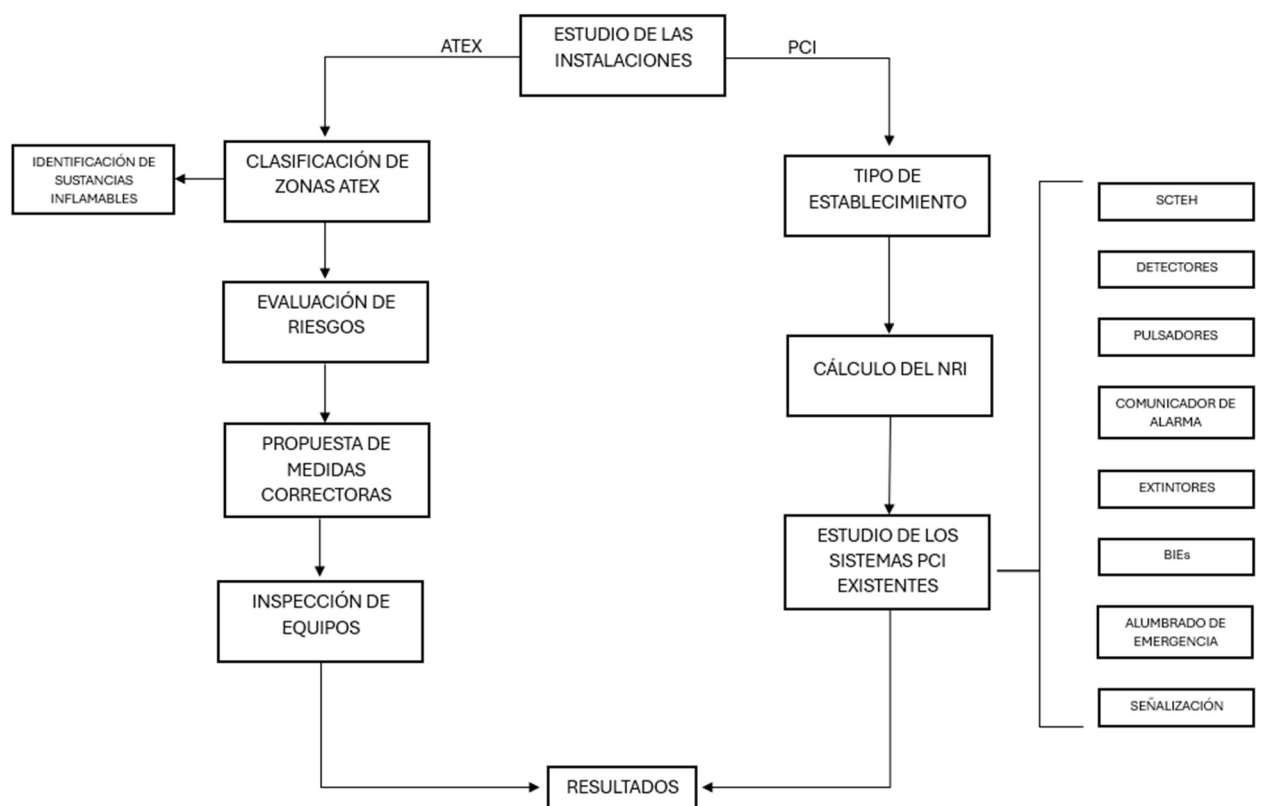 ESTUDIO DE LAS
INSTALACIONES
ATEX
PCI
IDENTIFICACIÓN DE
SUSTANCIAS
INFLAMABLES
CLASIFICACIÓN DE
ZONAS ATEX
EVALUACIÓN DE
RIESGOS
PROPUESTA DE
MEDIDAS
CORRECTORAS
INSPECCIÓN DE
EQUIPOS
TIPO DE
ESTABLECIMIENTO
CÁLCULO DEL NRI
ESTUDIO DE LOS
SISTEMAS PCI
EXISTENTES
SCTEH
DETECTORES
PULSADORES
COMUNICADOR DE
ALARMA
EXTINTORES
BIEs
ALUMBRADO DE
EMERGENCIA
SEÑALIZACIÓN
RESULTADOS